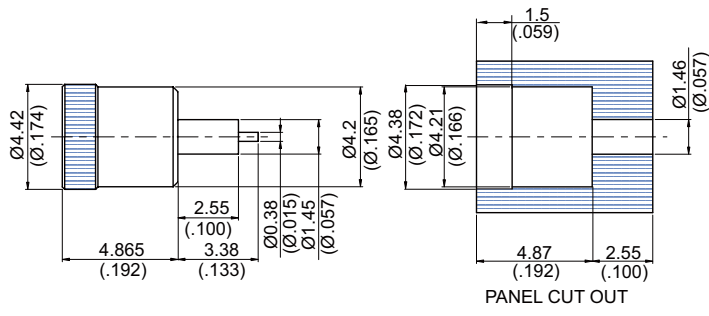 Ø4.42
(Ø.174)
4.865
(.192)
2.55
(.100)
3.38
(.133)
Ø0.38
(Ø.015)
Ø1.45
(Ø.057)
Ø4.2
(Ø.165)
1.5
(.059)
Ø4.38
(Ø.172)
Ø4.21
(Ø.166)
Ø1.46
(Ø.057)
4.87
(.192)
2.55
(.100)
PANEL CUT OUT